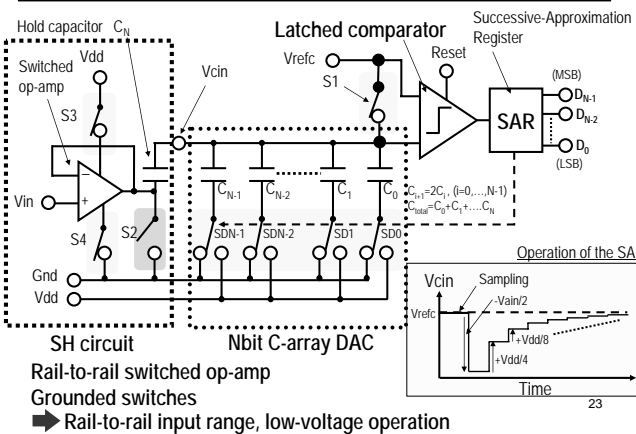 Hold capacitor C_N
Latched comparator
Successive-Approximation
Register
Switched
op-amp
Vdd
Vcin
Vrefc
Reset
S1
S3
(MSB)
D_N-1
D_N-2
SAR
D_0
(LSB)
C_N-1
C_N-2
C_1
C_0
C_i+1=2C_i , (i=0,...,N-1)
C_total=C_0+C_1+....C_N
Vin
−
+
S4
S2
SDN-1
SDN-2
SD1
SD0
Gnd
Vdd
Operation of the SA
Vcin
Sampling
Vrefc
-Vain/2
+Vdd/8
+Vdd/4
Time
SH circuit
Nbit C-array DAC
Rail-to-rail switched op-amp
Grounded switches
Rail-to-rail input range, low-voltage operation
23